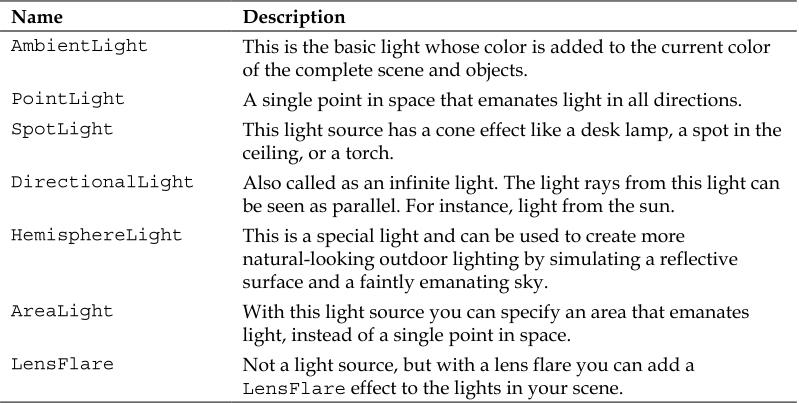 Name Description
AmbientLight This is the basic light whose color is added to the current color
of the complete scene and objects.
PointLight A single point in space that emanates light in all directions.
SpotLight This light source has a cone effect like a desk lamp, a spot in the
ceiling, or a torch.
DirectionalLight Also called as an infinite light. The light rays from this light can
be seen as parallel. For instance, light from the sun.
HemisphereLight This is a special light and can be used to create more
natural-looking outdoor lighting by simulating a reflective
surface and a faintly emanating sky.
AreaLight With this light source you can specify an area that emanates
light, instead of a single point in space.
LensFlare Not a light source, but with a lens flare you can add a
LensFlare effect to the lights in your scene.